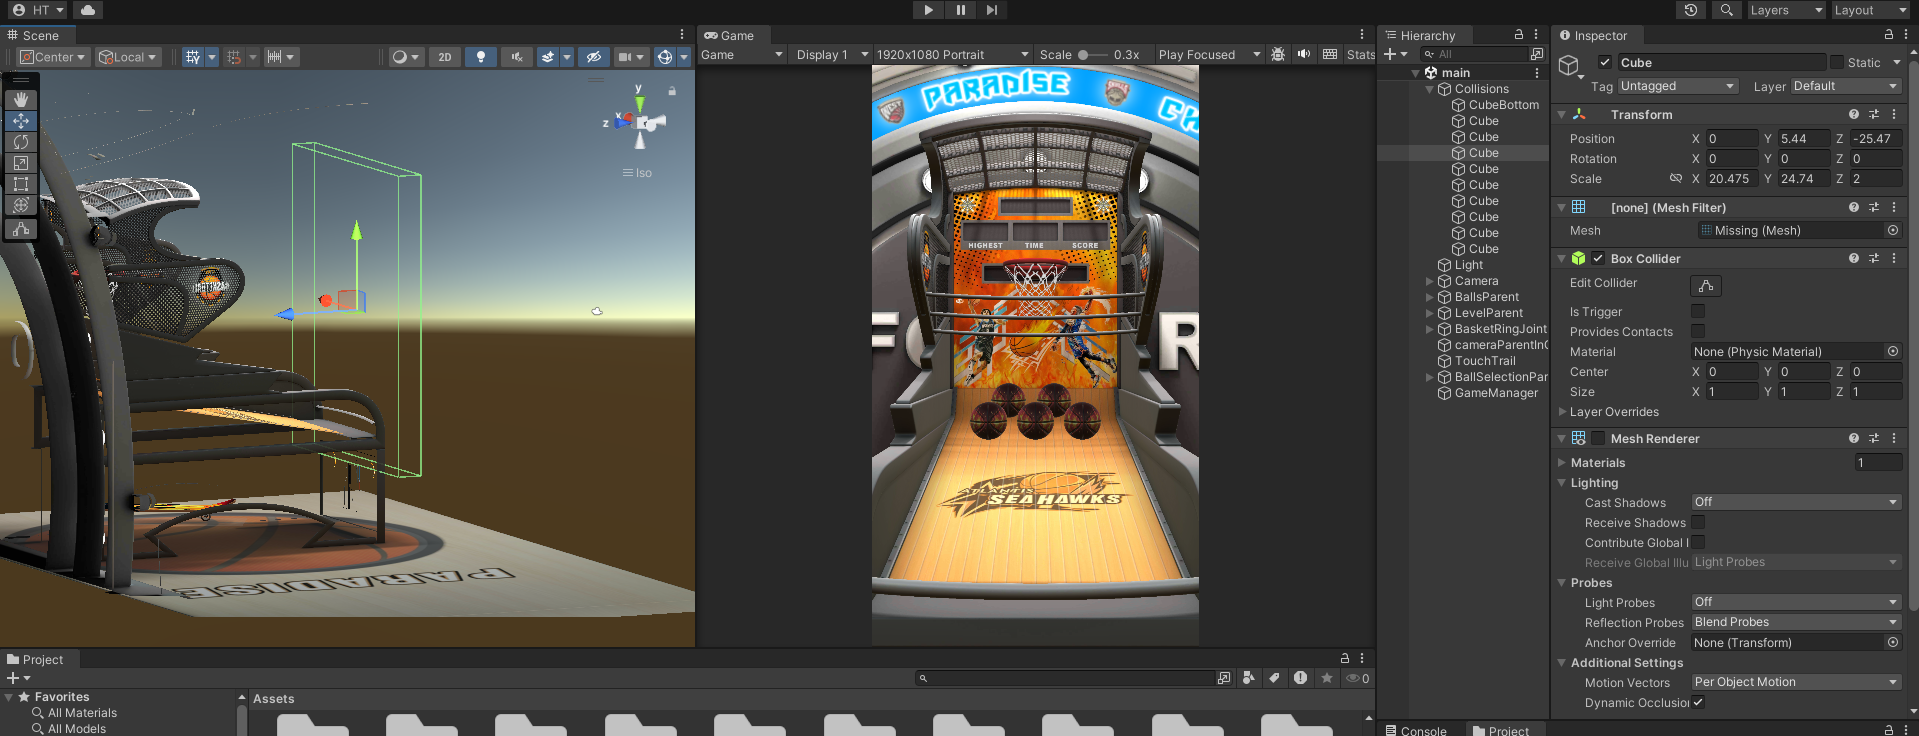 HT
Layers
Layout
Scene
Center
Local
2D
y
x
z
Iso
PARADISE
Game
Game
Display 1
1920x1080 Portrait
Scale
0.3x
Play Focused
Stats
PARADISE
HIGHEST
TIME
SCORE
R
ATLANTIS
SEAHAWKS
Hierarchy
All
main
Collisions
CubeBottom
Cube
Cube
Cube
Cube
Cube
Cube
Cube
Cube
Cube
Light
Camera
BallsParent
LevelParent
BasketRingJoint
cameraParentInG
TouchTrail
BallSelectionPar
GameManager
Inspector
Cube
Static
Tag Untagged
Layer Default
Transform
Position X 0 Y 5.44 Z -25.47
Rotation X 0 Y 0 Z 0
Scale X 20.475 Y 24.74 Z 2
[none] (Mesh Filter)
Mesh Missing (Mesh)
Box Collider
Edit Collider
Is Trigger
Provides Contacts
Material None (Physic Material)
Center X 0 Y 0 Z 0
Size X 1 Y 1 Z 1
Layer Overrides
Mesh Renderer
Materials 1
Lighting
Cast Shadows Off
Receive Shadows
Contribute Global I
Receive Global Illu Light Probes
Probes
Light Probes Off
Reflection Probes Blend Probes
Anchor Override None (Transform)
Additional Settings
Motion Vectors Per Object Motion
Dynamic Occlusion
Project
0
Favorites
All Materials
All Models
Assets
Console
Project